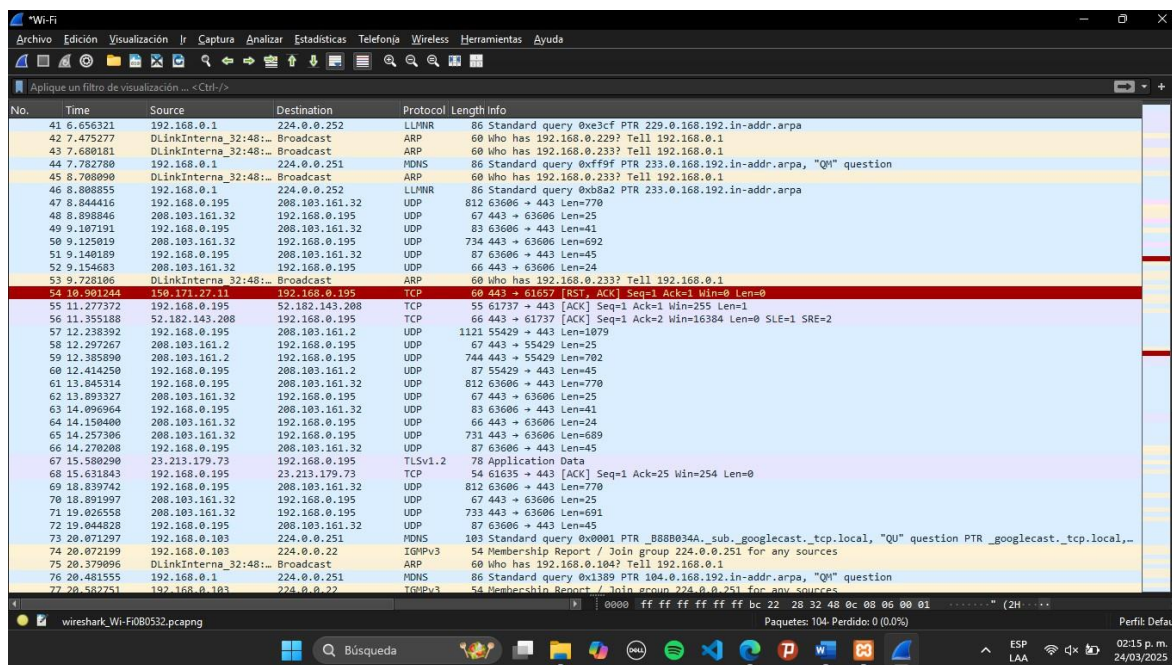 *Wi-Fi
Archivo Edición Visualización Ir Captura Analizar Estadísticas Telefonía Wireless Herramientas Ayuda
Aplique un filtro de visualización ... <Ctrl-/>
No. Time Source Destination Protocol Length Info
41 6.656321 192.168.0.1 224.0.0.252 LLMNR 86 Standard query 0xe3cf PTR 229.0.168.192.in-addr.arpa
42 7.475277 DLinkInterna_32:48:… Broadcast ARP 60 Who has 192.168.0.229? Tell 192.168.0.1
43 7.680181 DLinkInterna_32:48:… Broadcast ARP 60 Who has 192.168.0.233? Tell 192.168.0.1
44 7.782780 192.168.0.1 224.0.0.251 MDNS 86 Standard query 0xff9f PTR 233.0.168.192.in-addr.arpa, "QM" question
45 8.708090 DLinkInterna_32:48:… Broadcast ARP 60 Who has 192.168.0.233? Tell 192.168.0.1
46 8.808855 192.168.0.1 224.0.0.252 LLMNR 86 Standard query 0xb8a2 PTR 233.0.168.192.in-addr.arpa
47 8.844416 192.168.0.195 208.103.161.32 UDP 812 63606 → 443 Len=770
48 8.898846 208.103.161.32 192.168.0.195 UDP 67 443 → 63606 Len=25
49 9.107191 192.168.0.195 208.103.161.32 UDP 83 63606 → 443 Len=41
50 9.125019 208.103.161.32 192.168.0.195 UDP 734 443 → 63606 Len=692
51 9.140189 192.168.0.195 208.103.161.32 UDP 87 63606 → 443 Len=45
52 9.154683 208.103.161.32 192.168.0.195 UDP 66 443 → 63606 Len=24
53 9.728106 DLinkInterna_32:48:… Broadcast ARP 60 Who has 192.168.0.233? Tell 192.168.0.1
54 10.901244 150.171.27.11 192.168.0.195 TCP 60 443 → 61657 [RST, ACK] Seq=1 Ack=1 Win=0 Len=0
55 11.277372 192.168.0.195 52.182.143.208 TCP 55 61737 → 443 [ACK] Seq=1 Ack=1 Win=255 Len=1
56 11.355188 52.182.143.208 192.168.0.195 TCP 66 443 → 61737 [ACK] Seq=1 Ack=2 Win=16384 Len=0 SLE=1 SRE=2
57 12.238392 192.168.0.195 208.103.161.2 UDP 1121 55429 → 443 Len=1079
58 12.297267 208.103.161.2 192.168.0.195 UDP 67 443 → 55429 Len=25
59 12.385890 208.103.161.2 192.168.0.195 UDP 744 443 → 55429 Len=702
60 12.414250 192.168.0.195 208.103.161.2 UDP 87 55429 → 443 Len=45
61 13.845314 192.168.0.195 208.103.161.32 UDP 812 63606 → 443 Len=770
62 13.893327 208.103.161.32 192.168.0.195 UDP 67 443 → 63606 Len=25
63 14.096964 192.168.0.195 208.103.161.32 UDP 83 63606 → 443 Len=41
64 14.150400 208.103.161.32 192.168.0.195 UDP 66 443 → 63606 Len=24
65 14.257306 208.103.161.32 192.168.0.195 UDP 731 443 → 63606 Len=689
66 14.270208 192.168.0.195 208.103.161.32 UDP 87 63606 → 443 Len=45
67 15.580290 23.213.179.73 192.168.0.195 TLSv1.2 78 Application Data
68 15.631843 192.168.0.195 23.213.179.73 TCP 54 61635 → 443 [ACK] Seq=1 Ack=25 Win=254 Len=0
69 18.839742 192.168.0.195 208.103.161.32 UDP 812 63606 → 443 Len=770
70 18.891997 208.103.161.32 192.168.0.195 UDP 67 443 → 63606 Len=25
71 19.026558 208.103.161.32 192.168.0.195 UDP 733 443 → 63606 Len=691
72 19.044828 192.168.0.195 208.103.161.32 UDP 87 63606 → 443 Len=45
73 20.071297 192.168.0.103 224.0.0.251 MDNS 103 Standard query 0x0001 PTR _B88B034A._sub._googlecast._tcp.local, "QU" question PTR _googlecast._tcp.local,…
74 20.072199 192.168.0.103 224.0.0.22 IGMPv3 54 Membership Report / Join group 224.0.0.251 for any sources
75 20.379096 DLinkInterna_32:48:… Broadcast ARP 60 Who has 192.168.0.104? Tell 192.168.0.1
76 20.481555 192.168.0.1 224.0.0.251 MDNS 86 Standard query 0x1389 PTR 104.0.168.192.in-addr.arpa, "QM" question
77 20.582751 192.168.0.103 224.0.0.22 IGMPv3 54 Membership Report / Join group 224.0.0.251 for any sources
0000 ff ff ff ff ff ff bc 22 28 32 48 0c 08 06 00 01 ·······" (2H·····
wireshark_Wi-Fi0B0532.pcapng Paquetes: 104· Perdido: 0 (0.0%) Perfil: Defau
Búsqueda
DELL
ESP
LAA
02:15 p. m.
24/03/2025